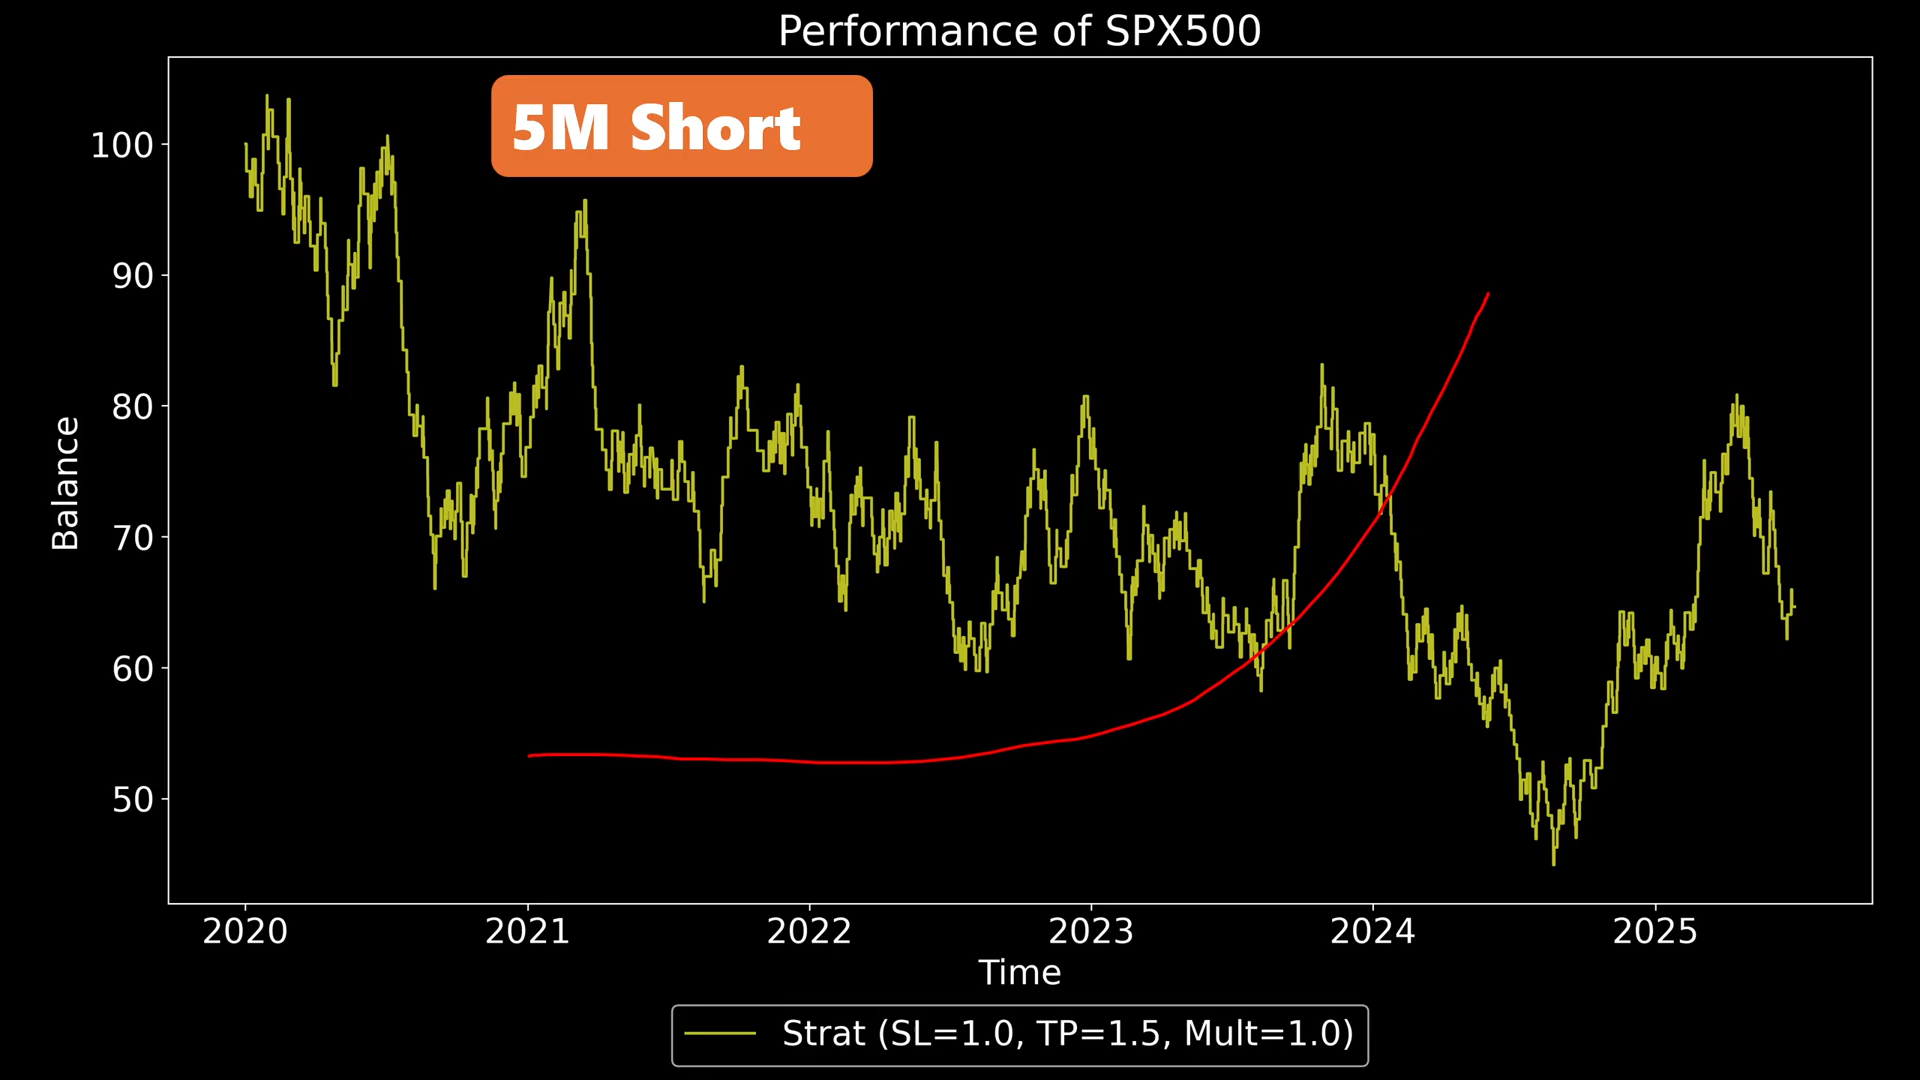 Performance of SPX500
5M Short
100
90
80
70
60
50
Balance
2020 2021 2022 2023 2024 2025
Time
Strat (SL=1.0, TP=1.5, Mult=1.0)